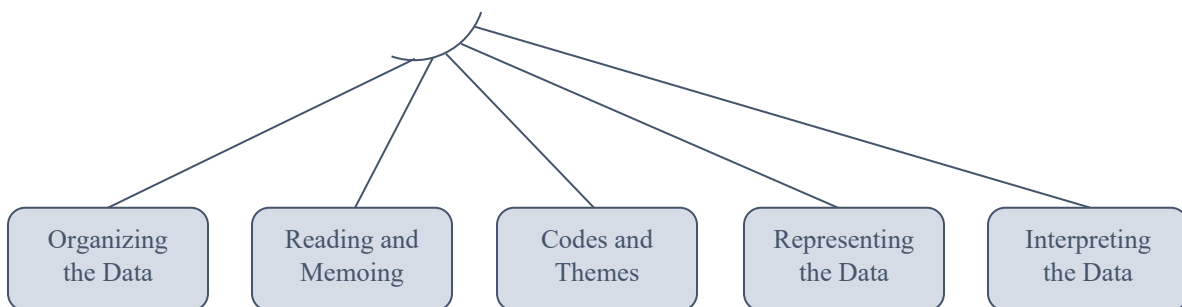 Organizing
the Data
Reading and
Memoing
Codes and
Themes
Representing
the Data
Interpreting
the Data